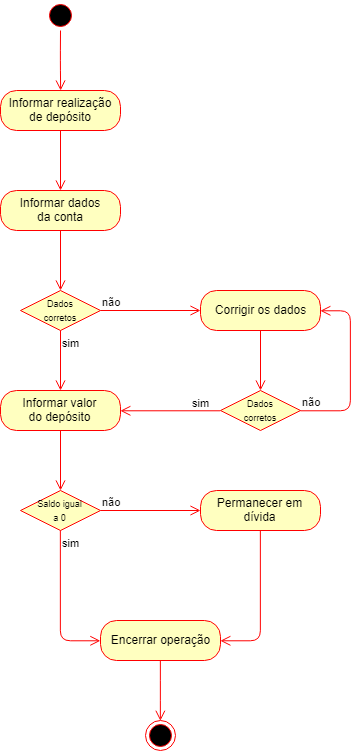 Informar realização
de depósito
Informar dados
da conta
Dados
corretos
não
sim
Corrigir os dados
Dados
corretos
não
sim
Informar valor
do depósito
Saldo igual
a 0
não
sim
Permanecer em
dívida
Encerrar operação